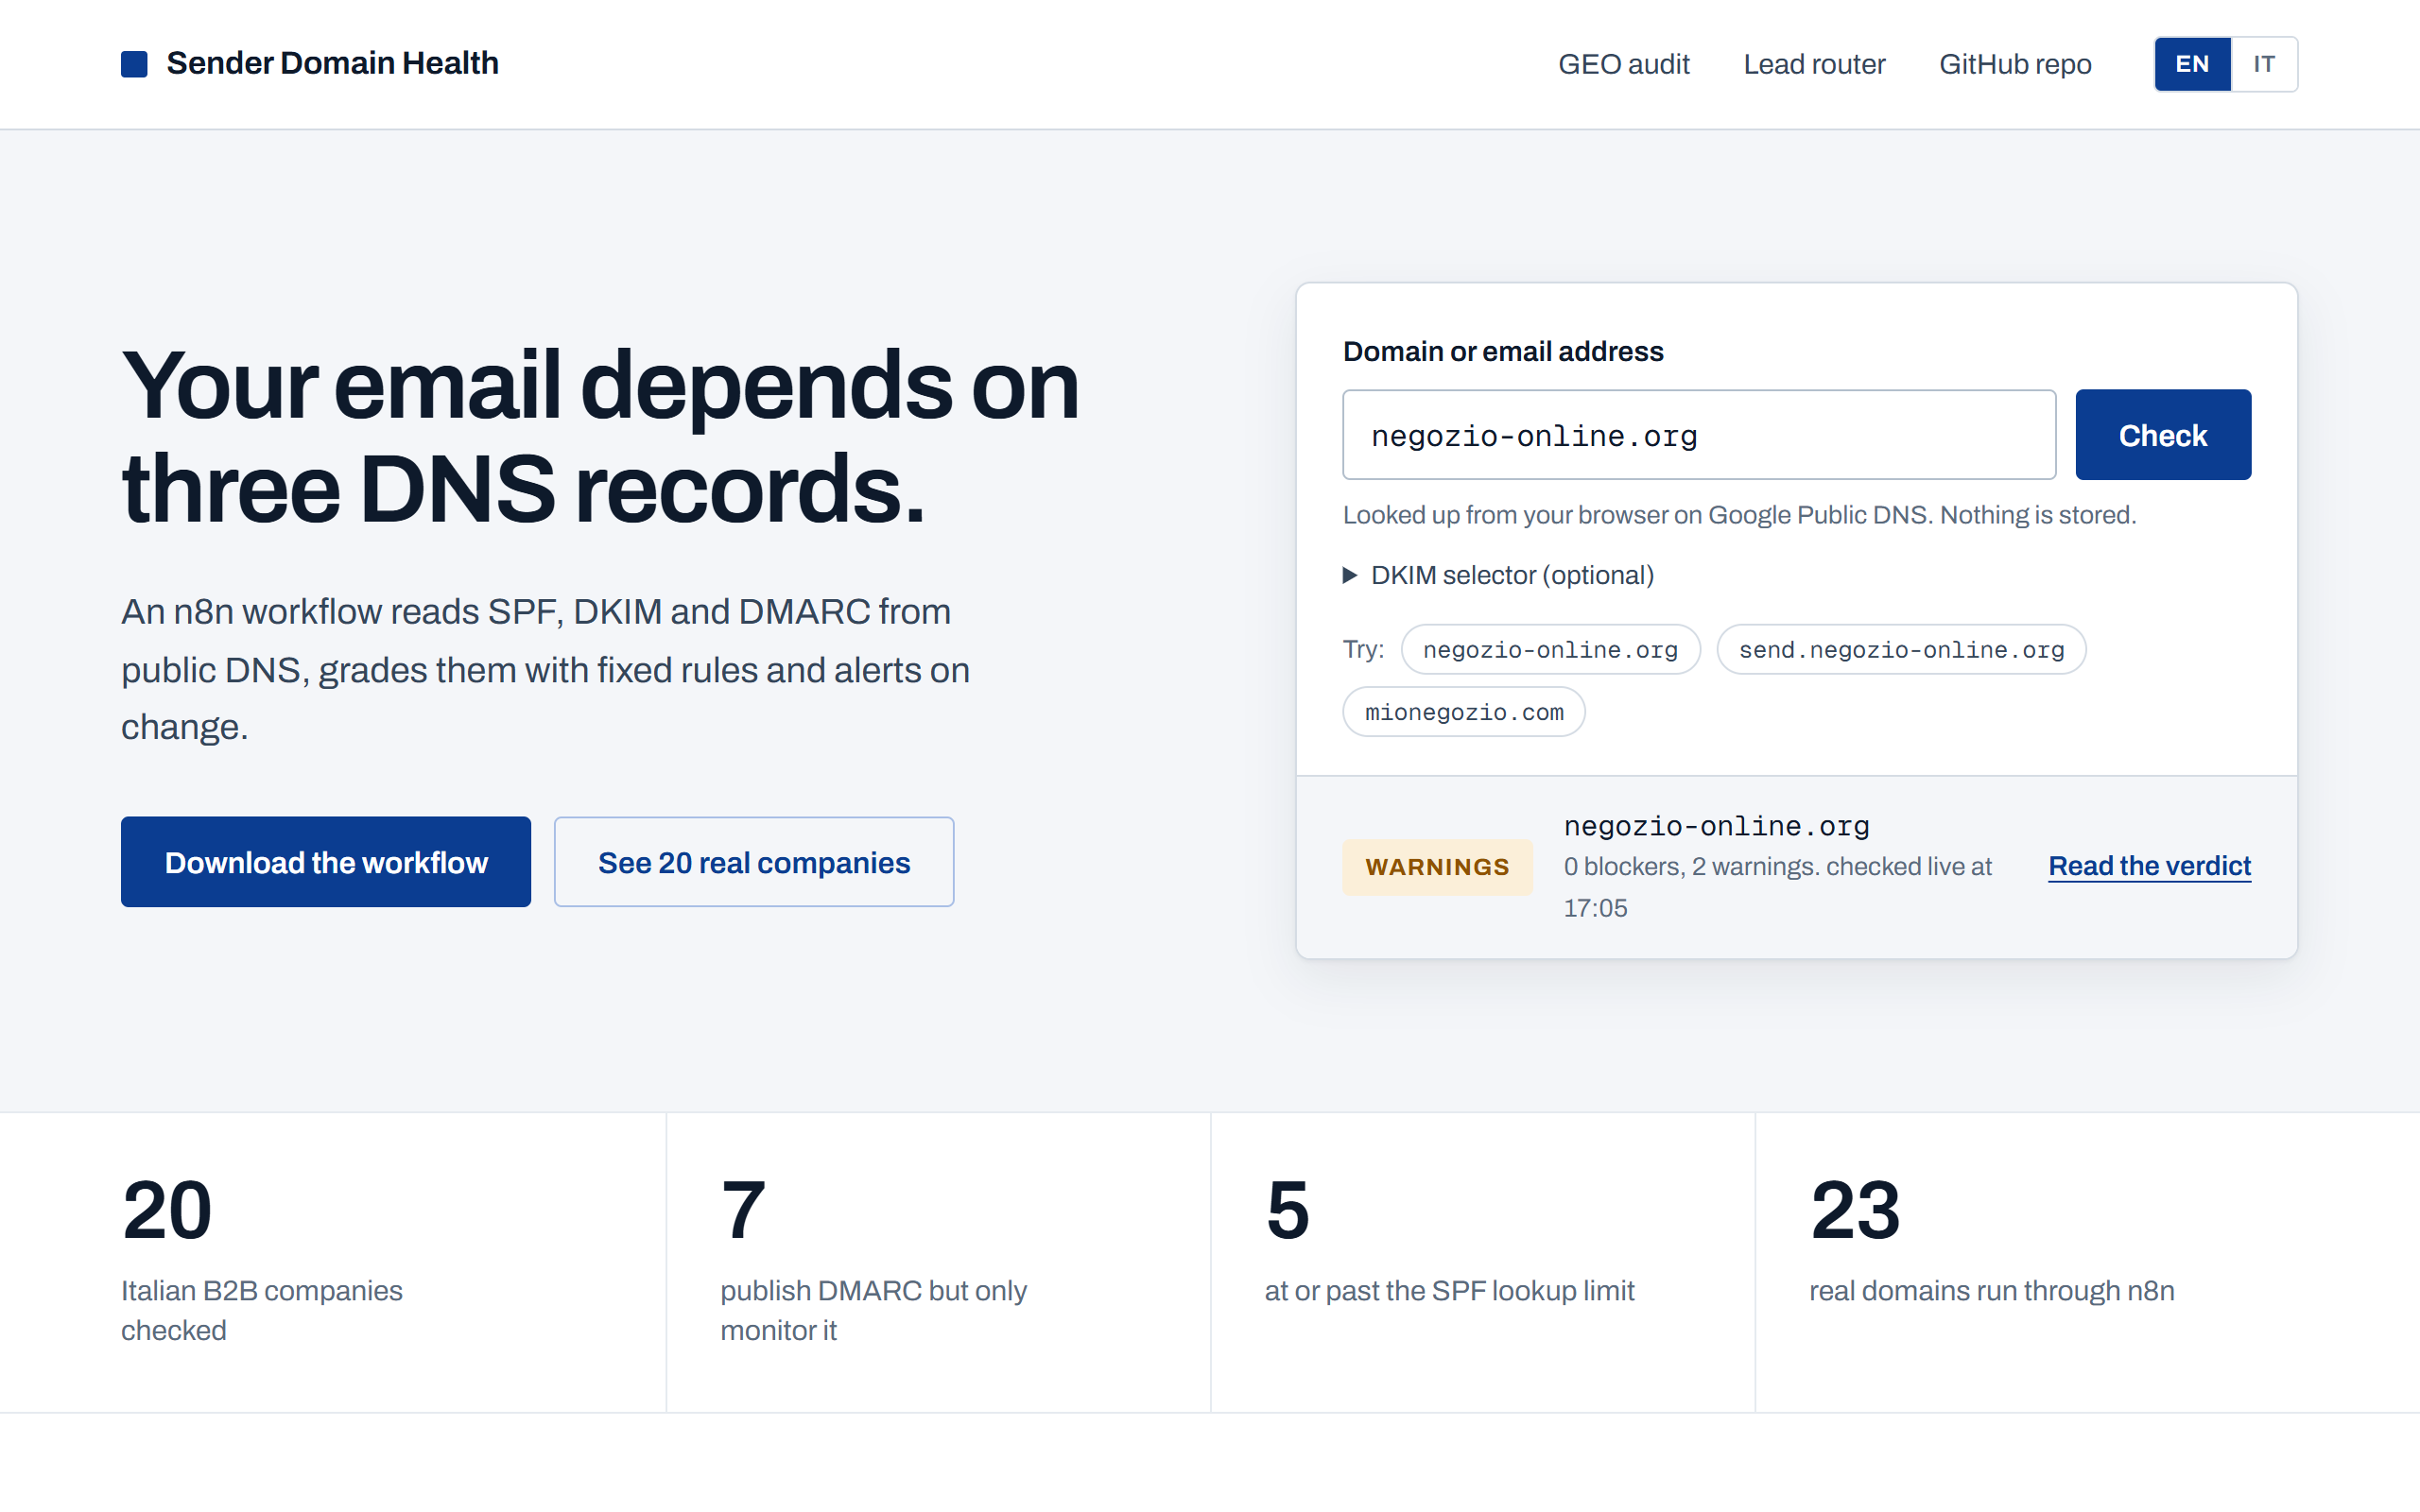 Sender Domain Health
GEO audit
Lead router
GitHub repo
EN
IT
Your email depends on
three DNS records.
An n8n workflow reads SPF, DKIM and DMARC from
public DNS, grades them with fixed rules and alerts on
change.
Download the workflow
See 20 real companies
Domain or email address
negozio-online.org
Check
Looked up from your browser on Google Public DNS. Nothing is stored.
DKIM selector (optional)
Try:
negozio-online.org
send.negozio-online.org
mionegozio.com
WARNINGS
negozio-online.org
0 blockers, 2 warnings. checked live at
17:05
Read the verdict
20
Italian B2B companies
checked
7
publish DMARC but only
monitor it
5
at or past the SPF lookup limit
23
real domains run through n8n